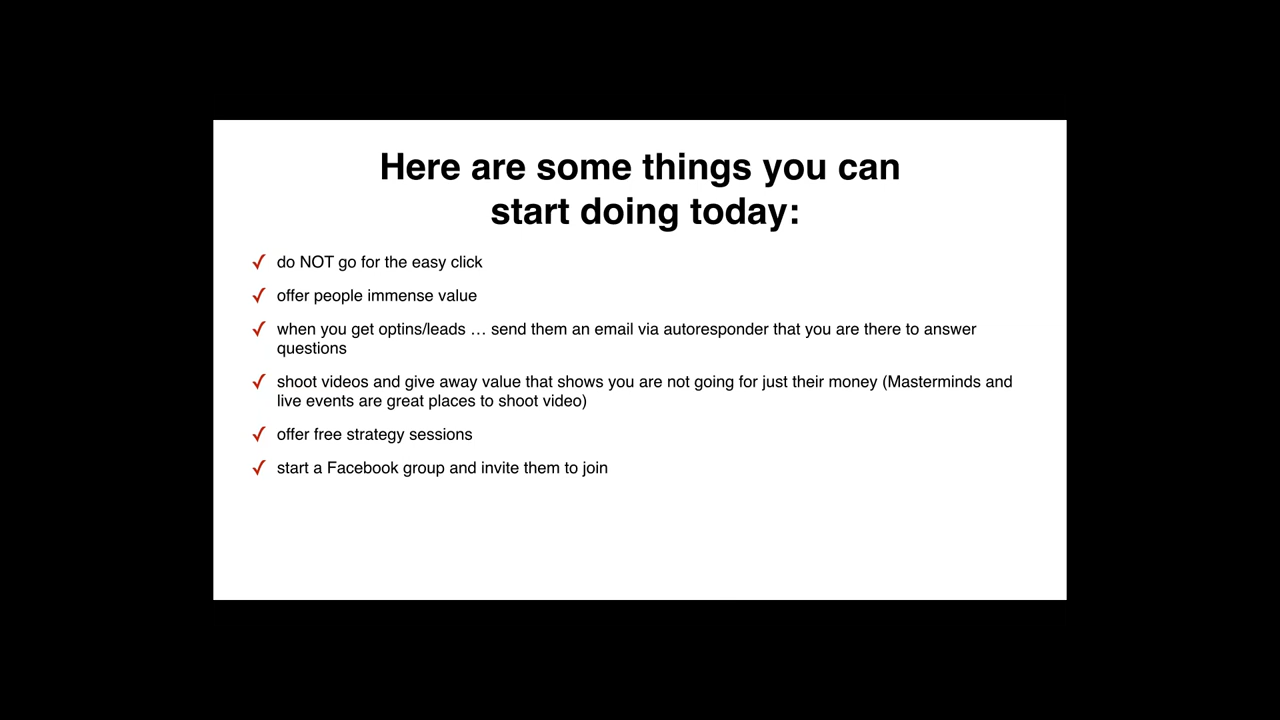 Here are some things you can
start doing today:
✓ do NOT go for the easy click
✓ offer people immense value
✓ when you get optins/leads … send them an email via autoresponder that you are there to answer
questions
✓ shoot videos and give away value that shows you are not going for just their money (Masterminds and
live events are great places to shoot video)
✓ offer free strategy sessions
✓ start a Facebook group and invite them to join